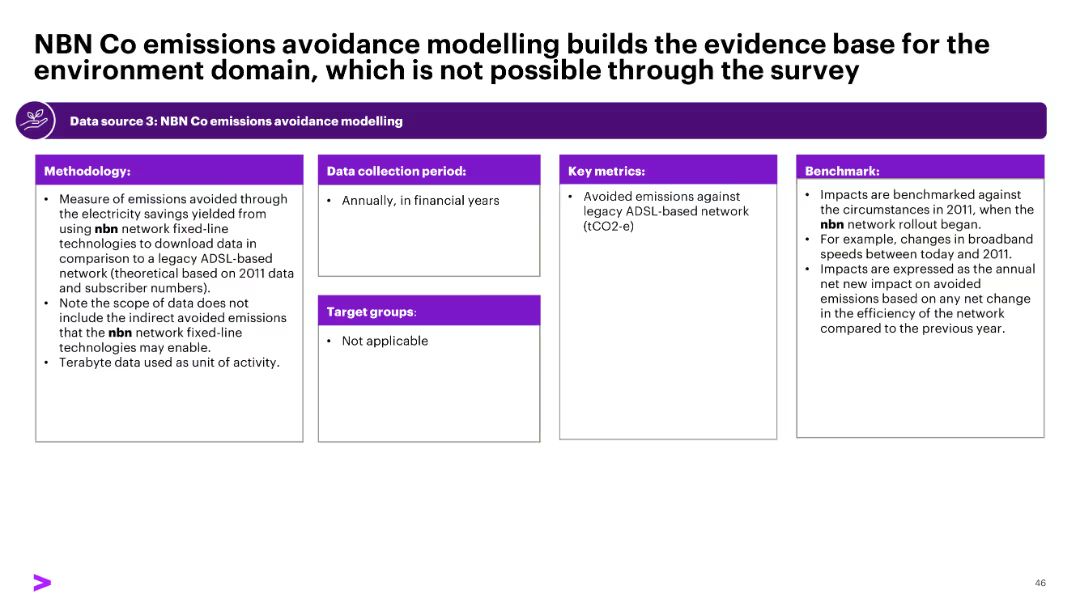 NBN Co emissions avoidance modelling builds the evidence base for the
environment domain, which is not possible through the survey
Data source 3: NBN Co emissions avoidance modelling
Methodology:
• Measure of emissions avoided through
the electricity savings yielded from
using nbn network fixed-line
technologies to download data in
comparison to a legacy ADSL-based
network (theoretical based on 2011 data
and subscriber numbers).
• Note the scope of data does not
include the indirect avoided emissions
that the nbn network fixed-line
technologies may enable.
• Terabyte data used as unit of activity.
Data collection period:
• Annually, in financial years
Target groups:
• Not applicable
Key metrics:
• Avoided emissions against
legacy ADSL-based network
(tCO2-e)
Benchmark:
• Impacts are benchmarked against
the circumstances in 2011, when the
nbn network rollout began.
• For example, changes in broadband
speeds between today and 2011.
• Impacts are expressed as the annual
net new impact on avoided
emissions based on any net change
in the efficiency of the network
compared to the previous year.
46